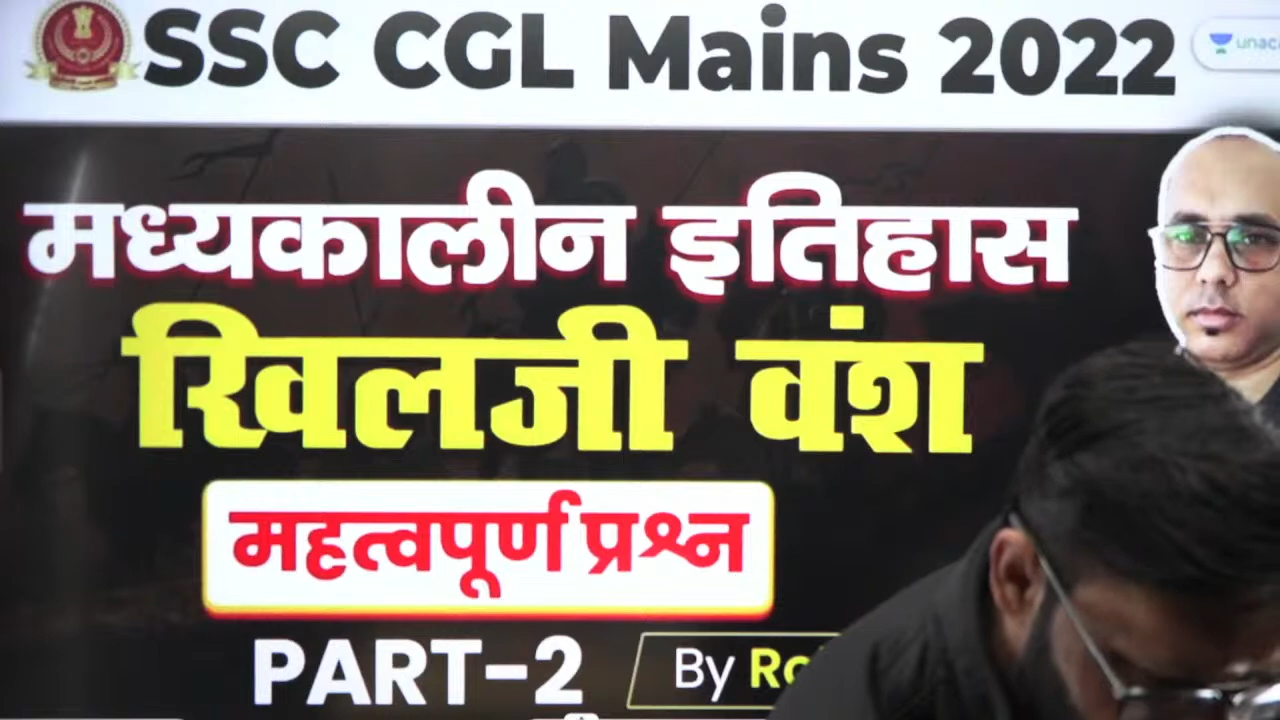 SSC CGL Mains 2022
मध्यकालीन इतिहास
खिलजी वंश
महत्वपूर्ण प्रश्न
PART-2
By